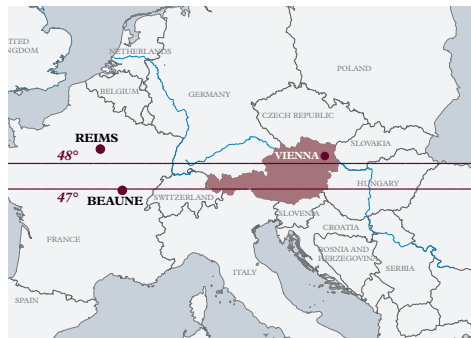 ITED
KINGDOM
NETHERLANDS
POLAND
BELGIUM
GERMANY
CZECH REPUBLIC
REIMS
SLOVAKIA
48°
VIENNA
HUNGARY
47°
BEAUNE
SWITZERLAND
SLOVENIA
CROATIA
FRANCE
BOSNIA AND
HERZEGOVINA
SERBIA
ITALY
SPAIN